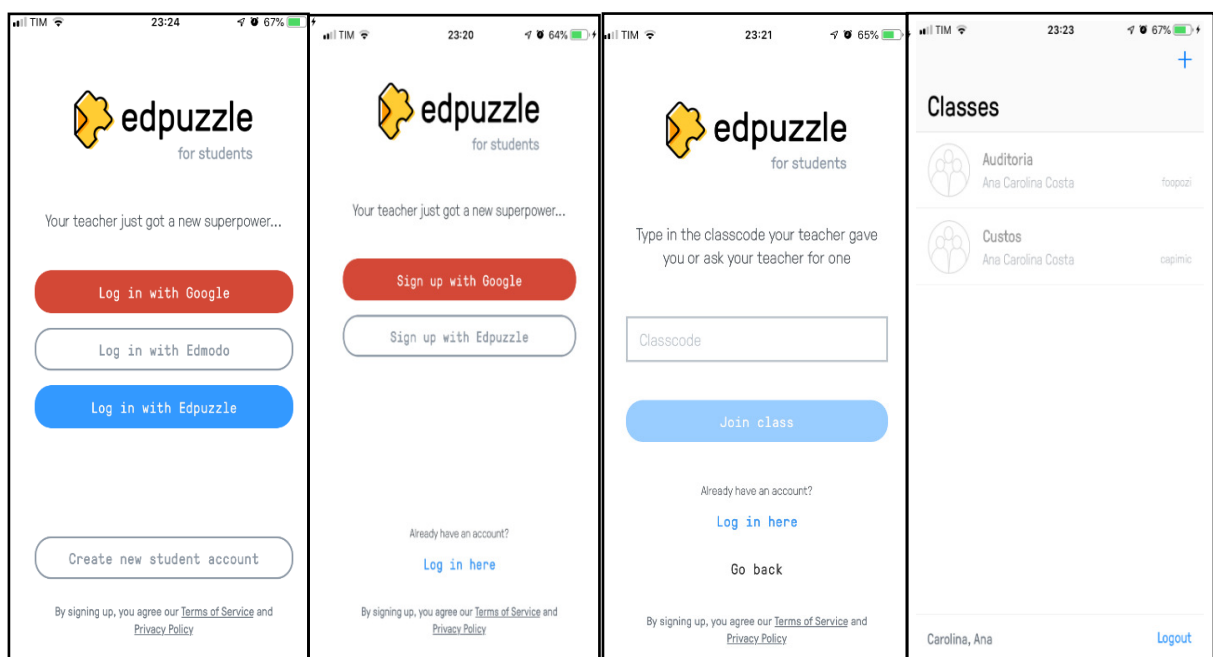 TIM 23:24 67%
edpuzzle
for students
Your teacher just got a new superpower...
Log in with Google
Log in with Edmodo
Log in with Edpuzzle
Create new student account
By signing up, you agree our Terms of Service and
Privacy Policy
TIM 23:20 64%
edpuzzle
for students
Your teacher just got a new superpower...
Sign up with Google
Sign up with Edpuzzle
Already have an account?
Log in here
By signing up, you agree our Terms of Service and
Privacy Policy
TIM 23:21 65%
edpuzzle
for students
Type in the classcode your teacher gave
you or ask your teacher for one
Classcode
Join class
Already have an account?
Log in here
Go back
By signing up, you agree our Terms of Service and
Privacy Policy
TIM 23:23 67%
+
Classes
Auditoria
Ana Carolina Costa foopozi
Custos
Ana Carolina Costa oapimic
Carolina, Ana Logout